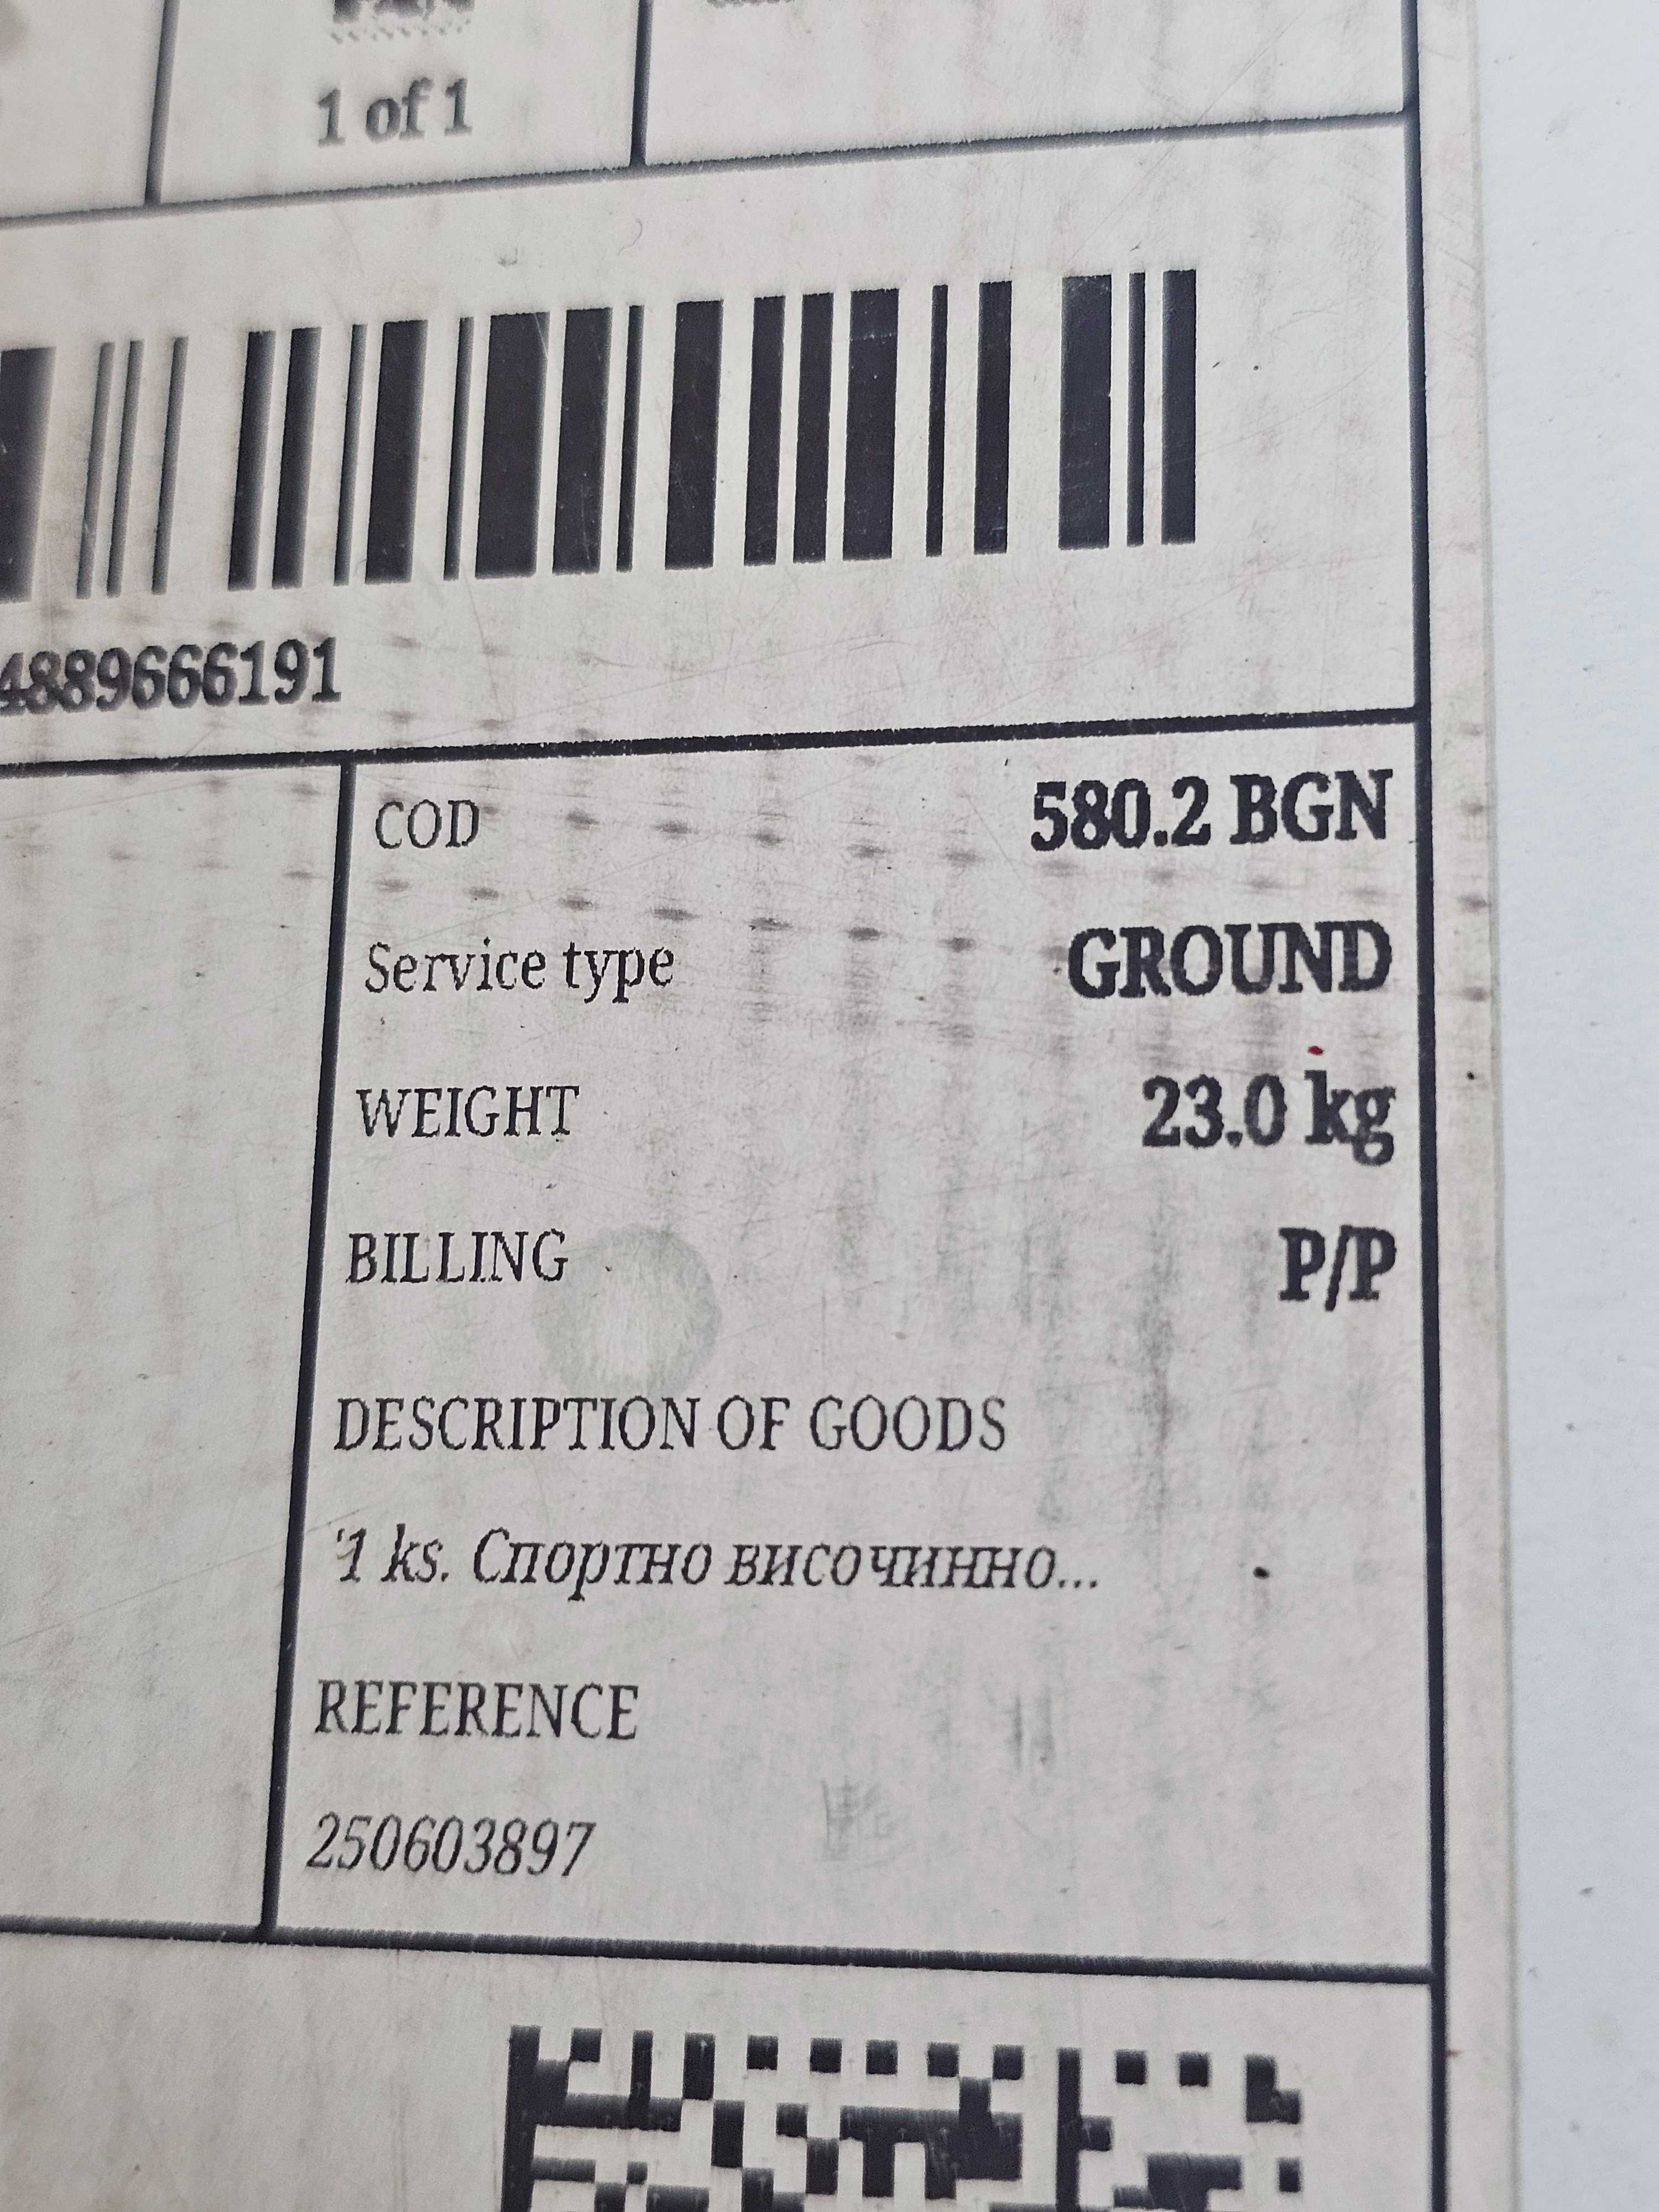 1 of 1
4889666191
COD 580.2 BGN
Service type GROUND
WEIGHT 23.0 kg
BILLING P/P
DESCRIPTION OF GOODS
'1 ks. Спортно височинно...
REFERENCE
250603897